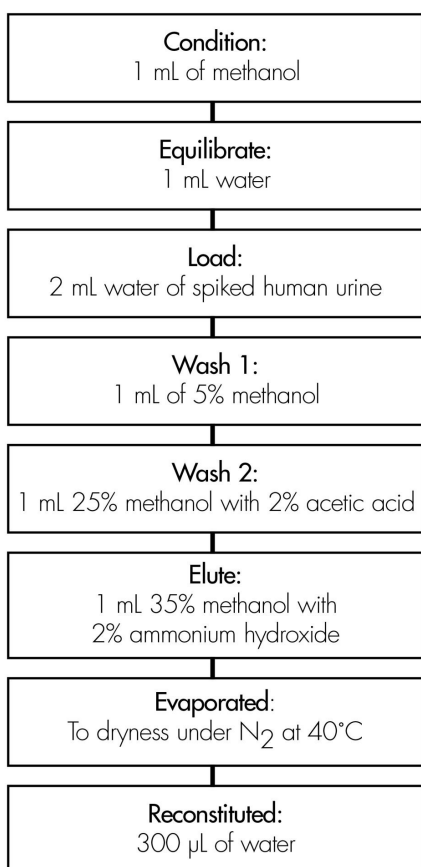 Condition:
1 mL of methanol
Equilibrate:
1 mL water
Load:
2 mL water of spiked human urine
Wash 1:
1 mL of 5% methanol
Wash 2:
1 mL 25% methanol with 2% acetic acid
Elute:
1 mL 35% methanol with
2% ammonium hydroxide
Evaporated:
To dryness under N2 at 40˚C
Reconstituted:
300 µL of water